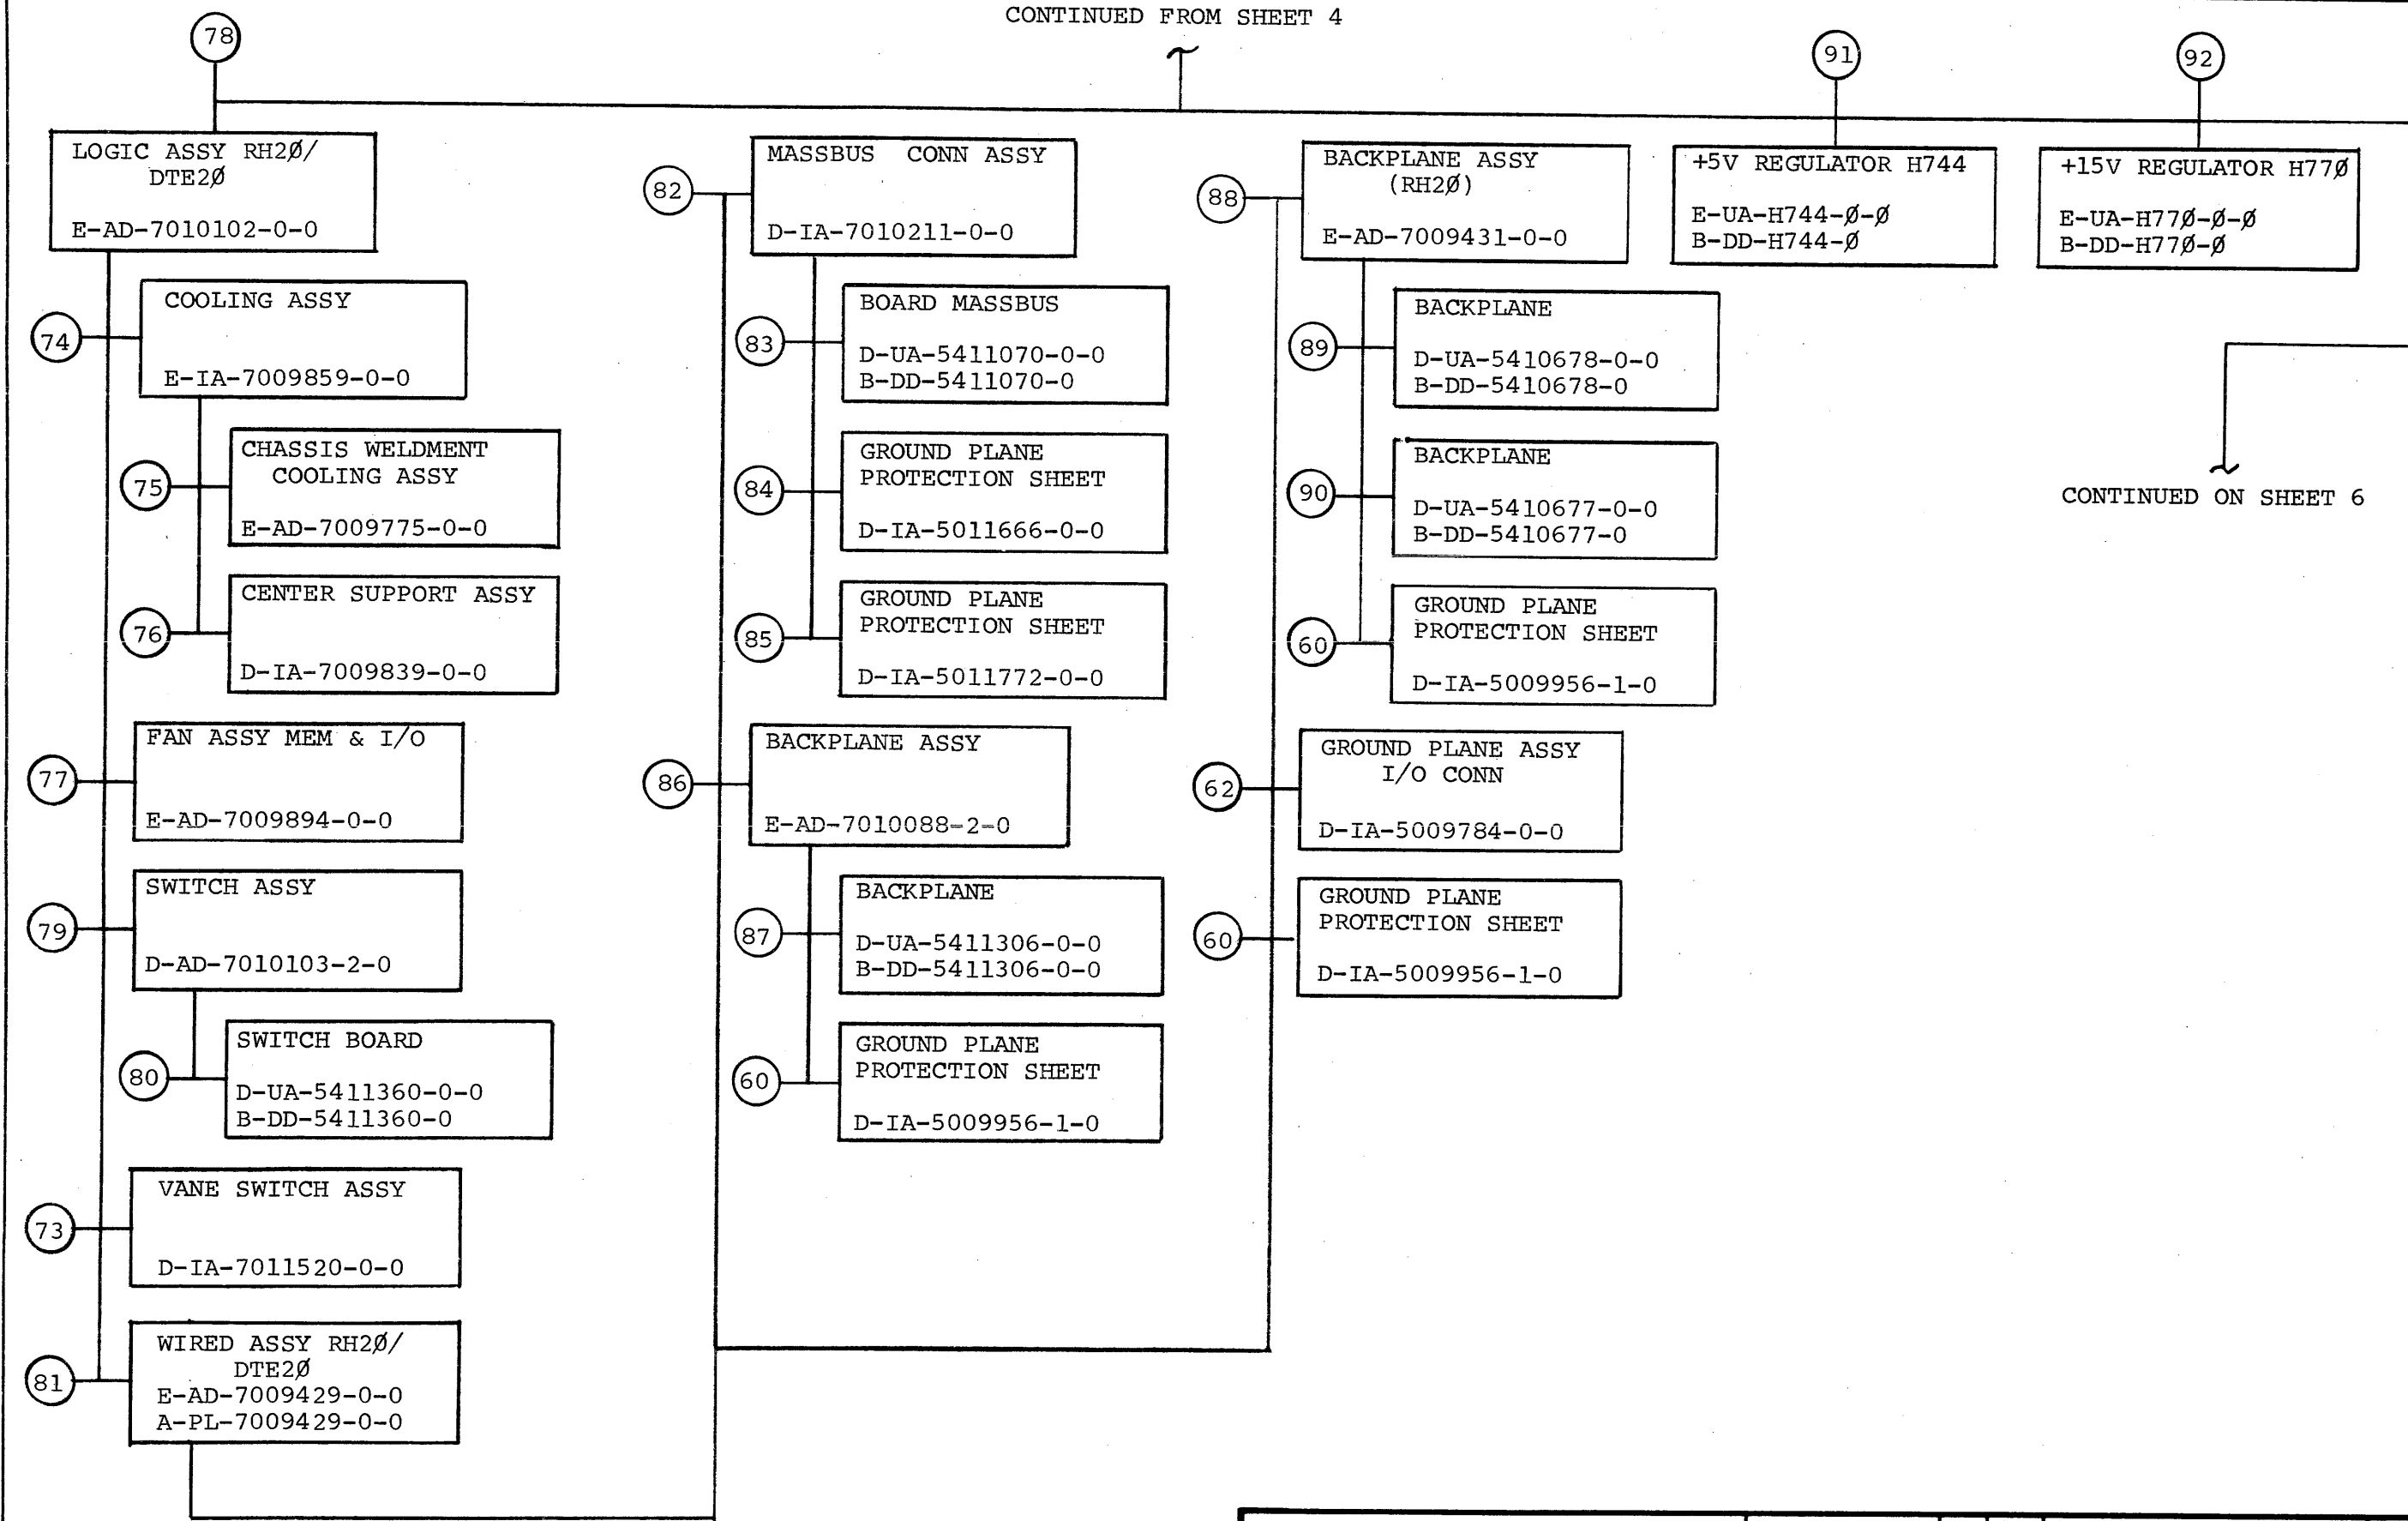 CONTINUED FROM SHEET 4
78
LOGIC ASSY RH2Ø/
DTE2Ø
E-AD-7010102-0-0
74
COOLING ASSY
E-IA-7009859-0-0
75
CHASSIS WELDMENT
COOLING ASSY
E-AD-7009775-0-0
76
CENTER SUPPORT ASSY
D-IA-7009839-0-0
77
FAN ASSY MEM & I/O
E-AD-7009894-0-0
79
SWITCH ASSY
D-AD-7010103-2-0
80
SWITCH BOARD
D-UA-5411360-0-0
B-DD-5411360-0
73
VANE SWITCH ASSY
D-IA-7011520-0-0
81
WIRED ASSY RH2Ø/
DTE2Ø
E-AD-7009429-0-0
A-PL-7009429-0-0
82
MASSBUS CONN ASSY
D-IA-7010211-0-0
83
BOARD MASSBUS
D-UA-5411070-0-0
B-DD-5411070-0
84
GROUND PLANE
PROTECTION SHEET
D-IA-5011666-0-0
85
GROUND PLANE
PROTECTION SHEET
D-IA-5011772-0-0
86
BACKPLANE ASSY
E-AD-7010088-2-0
87
BACKPLANE
D-UA-5411306-0-0
B-DD-5411306-0-0
60
GROUND PLANE
PROTECTION SHEET
D-IA-5009956-1-0
88
BACKPLANE ASSY
(RH2Ø)
E-AD-7009431-0-0
89
BACKPLANE
D-UA-5410678-0-0
B-DD-5410678-0
90
BACKPLANE
D-UA-5410677-0-0
B-DD-5410677-0
60
GROUND PLANE
PROTECTION SHEET
D-IA-5009956-1-0
62
GROUND PLANE ASSY
I/O CONN
D-IA-5009784-0-0
60
GROUND PLANE
PROTECTION SHEET
D-IA-5009956-1-0
91
+5V REGULATOR H744
E-UA-H744-Ø-Ø
B-DD-H744-Ø
92
+15V REGULATOR H77Ø
E-UA-H77Ø-Ø-Ø
B-DD-H77Ø-Ø
CONTINUED ON SHEET 6